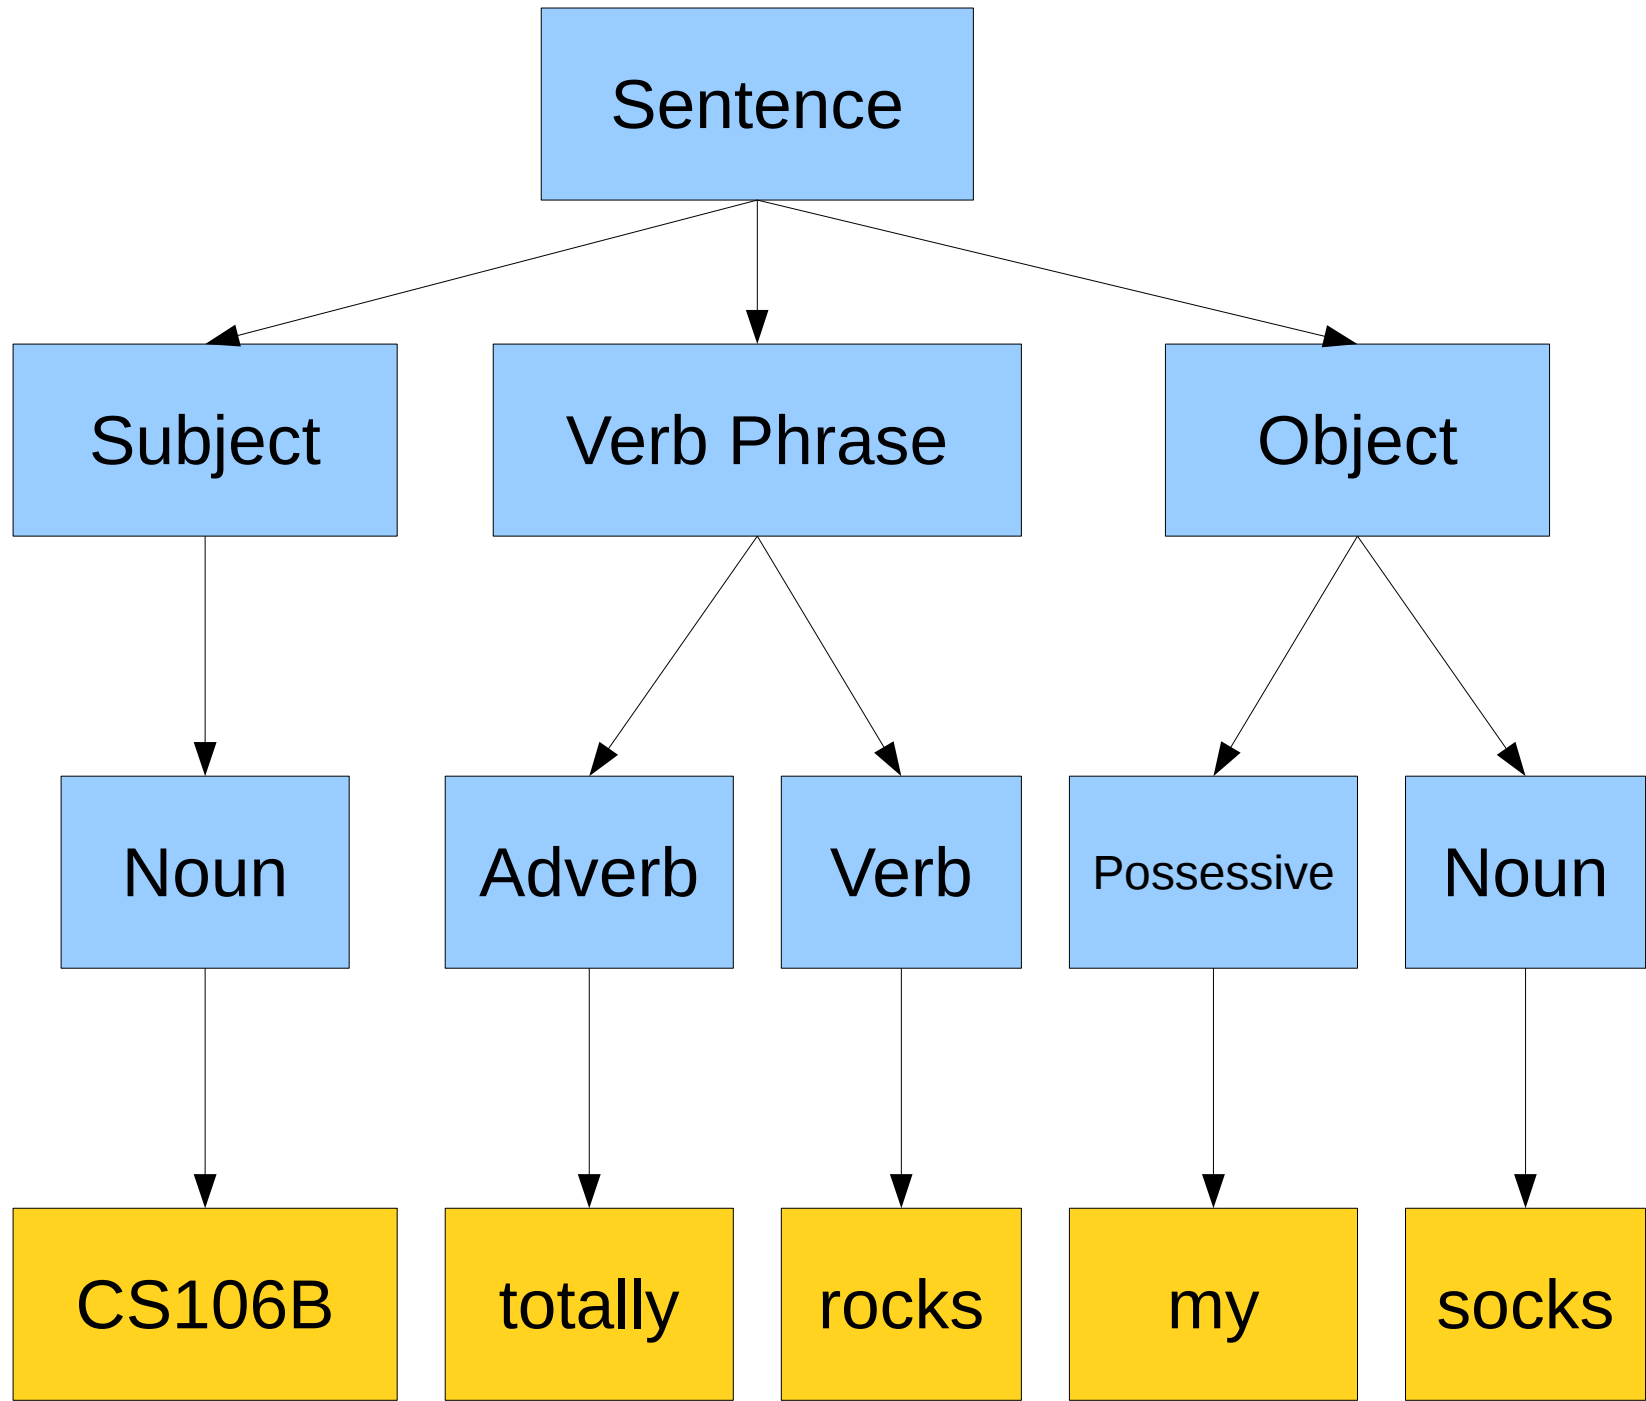 Sentence
Subject
Verb Phrase
Object
Noun
Adverb
Verb
Possessive
Noun
CS106B
totally
rocks
my
socks